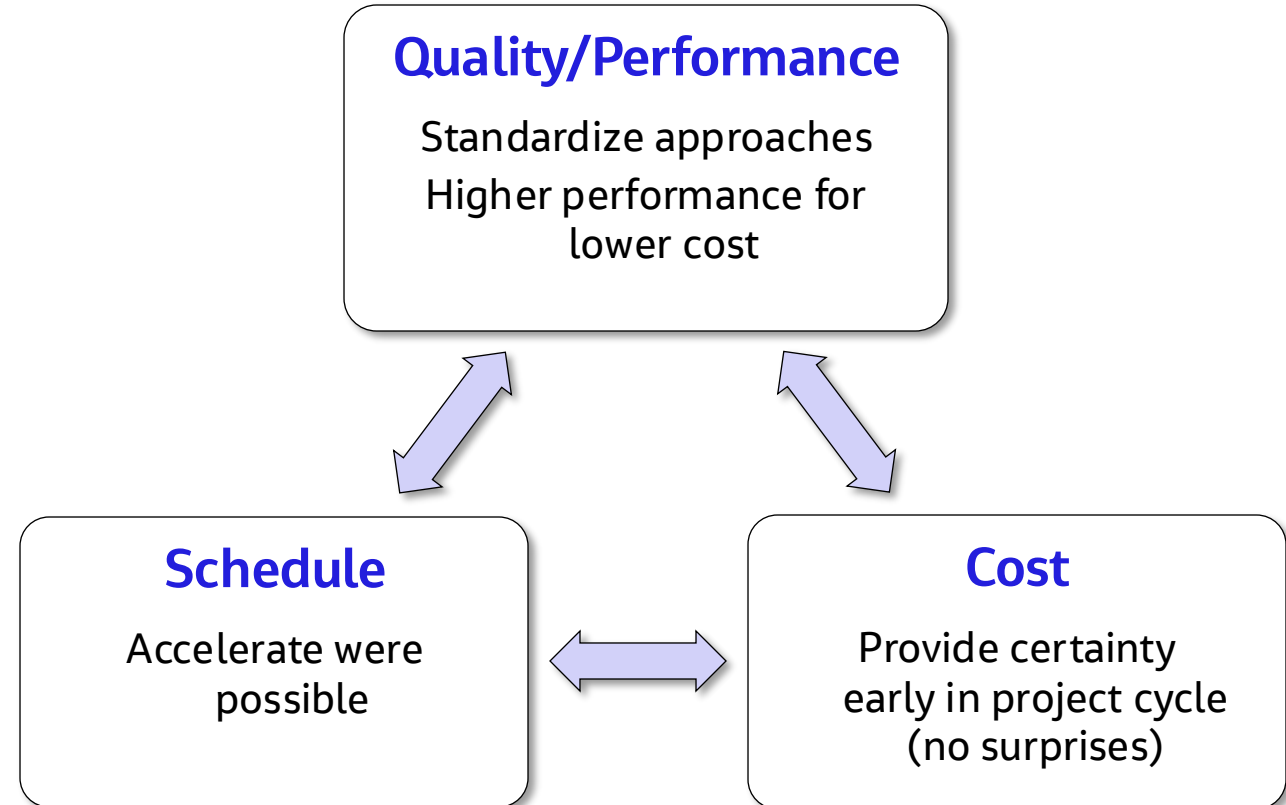 Quality/Performance
Standardize approaches
Higher performance for
lower cost
Schedule
Accelerate were
possible
Cost
Provide certainty
early in project cycle
(no surprises)